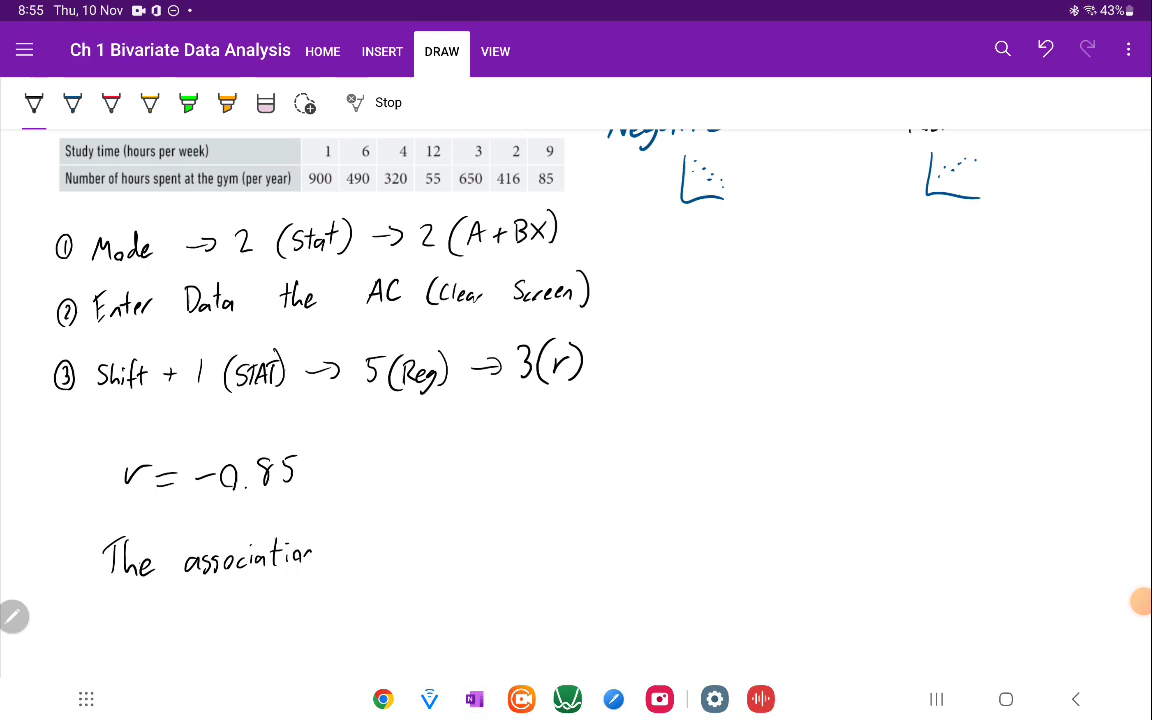 8:55 Thu, 10 Nov 43%
Ch 1 Bivariate Data Analysis HOME INSERT DRAW VIEW
Stop
Study time (hours per week) 1 6 4 12 3 2 9
Number of hours spent at the gym (per year) 900 490 320 55 650 416 85
① Mode → 2 (Stat) → 2 (A + BX)
② Enter Data the AC (Clear Screen)
③ Shift + 1 (STAT) → 5 (Reg) → 3 (r)
r = -0.85
The association